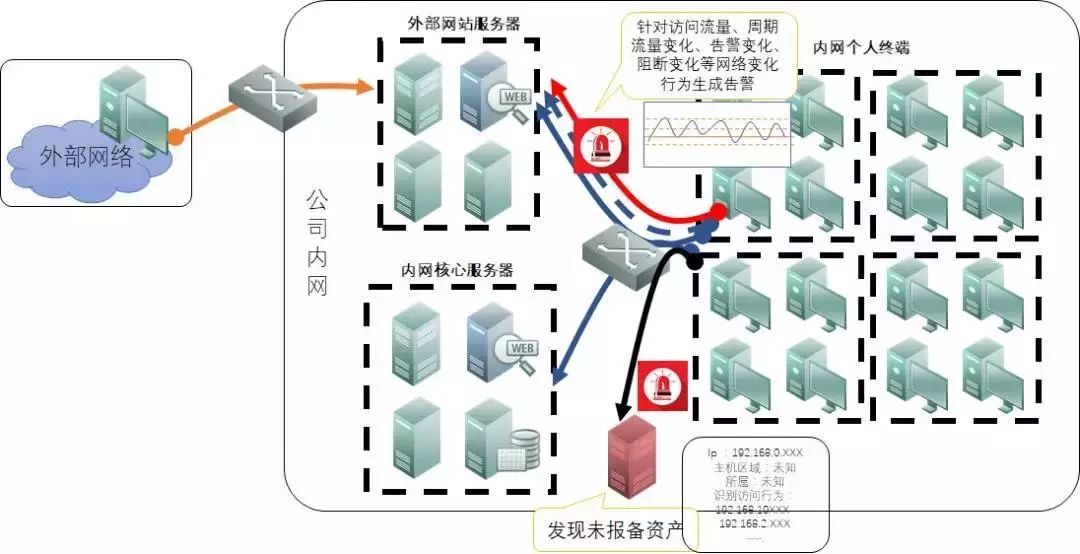 外部网站服务器
针对访问流量、周期
流量变化、告警变化、
阻断变化等网络变化
行为生成告警
内网个人终端
WEB
外部网络
公司内网
内网核心服务器
WEB
Ip ：192.168.0.XXX
主机区域：未知
所属：未知
识别访问行为：
192.168.10XXX
192.168.2.XXX
......
发现未报备资产